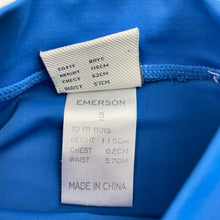 TO FIT BOYS
HEIGHT 115CM
CHEST 62CM
WAIST 57CM
EMERSON
5
TO FIT BOYS
HEIGHT 115CM
CHEST 62CM
WAIST 57CM
MADE IN CHINA